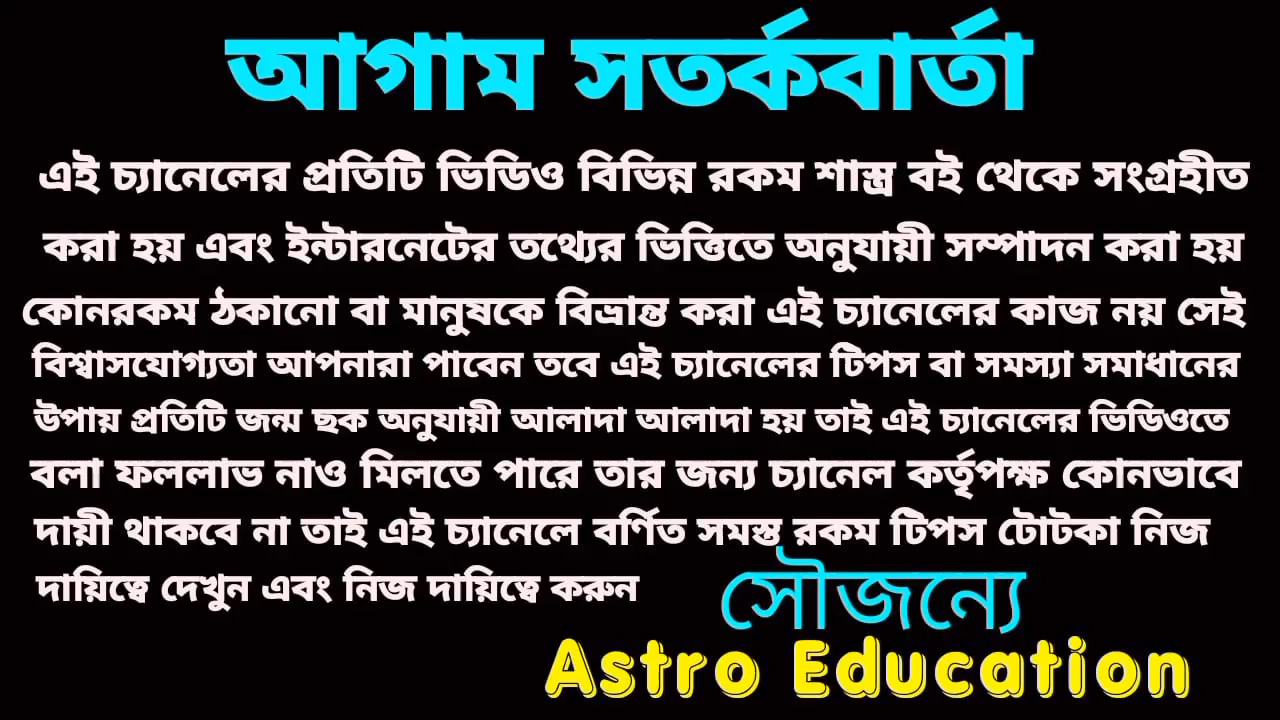 আগাম সতর্কবার্তা
এই চ্যানেলের প্রতিটি ভিডিও বিভিন্ন রকম শাস্ত্র বই থেকে সংগ্রহীত
করা হয় এবং ইন্টারনেটের তথ্যের ভিত্তিতে অনুযায়ী সম্পাদন করা হয়
কোনরকম ঠকানো বা মানুষকে বিভ্রান্ত করা এই চ্যানেলের কাজ নয় সেই
বিশ্বাসযোগ্যতা আপনারা পাবেন তবে এই চ্যানেলের টিপস বা সমস্যা সমাধানের
উপায় প্রতিটি জন্ম ছক অনুযায়ী আলাদা আলাদা হয় তাই এই চ্যানেলের ভিডিওতে
বলা ফললাভ নাও মিলতে পারে তার জন্য চ্যানেল কর্তৃপক্ষ কোনভাবে
দায়ী থাকবে না তাই এই চ্যানেলে বর্ণিত সমস্ত রকম টিপস টোটকা নিজ
দায়িত্বে দেখুন এবং নিজ দায়িত্বে করুন
সৌজন্যে
Astro Education